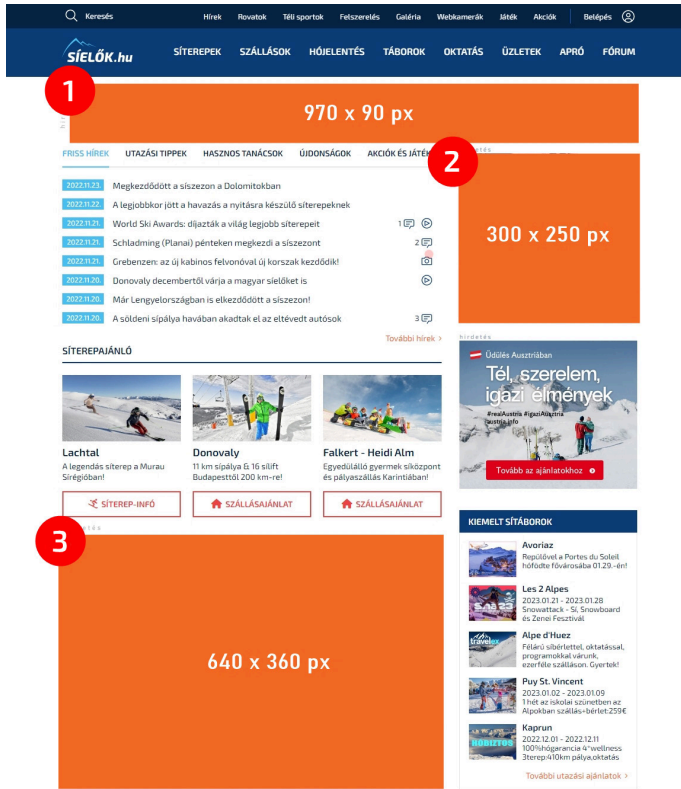 Keresés
Hírek Rovatok Téli sportok Felszerelés Galéria Webkamerák Játék Akciók Belépés
SÍELŐK.hu
SÍTEREPEK SZÁLLÁSOK HÓJELENTÉS TÁBOROK OKTATÁS ÜZLETEK APRÓ FÓRUM
1
970 x 90 px
FRISS HÍREK UTAZÁSI TIPPEK HASZNOS TANÁCSOK ÚJDONSÁGOK AKCIÓK ÉS JÁTÉK
2
2022.11.23. Megkezdődött a síszezon a Dolomitokban
2022.11.22. A legjobbkor jött a havazás a nyitásra készülő síterepeknek
2022.11.21. World Ski Awards: díjazták a világ legjobb síterepeit 1
2022.11.21. Schladming (Planai) pénteken megkezdi a síszezont 2
2022.11.21. Grebenzen: az új kabinos felvonóval új korszak kezdődik!
2022.11.20. Donovaly decembertől várja a magyar síelőket is
2022.11.20. Már Lengyelországban is elkezdődött a síszezon!
2022.11.20. A söldeni sípálya havában akadtak el az eltévedt autósok 3
További hírek >
300 x 250 px
hirdetés
Üdülés Ausztriában
Tél, szerelem,
igazi élmények
#realAustria #igaziAusztria
austria.info
Tovább az ajánlatokhoz
SÍTEREPAJÁNLÓ
Lachtal
A legendás síterep a Murau
Sirégióban!
SÍTEREP-INFÓ
Donovaly
11 km sípálya & 16 sílift
Budapesttől 200 km-re!
SZÁLLÁSAJÁNLAT
Falkert - Heidi Alm
Egyedülálló gyermek síközpont
és pályaszállás Karintiában!
SZÁLLÁSAJÁNLAT
3
640 x 360 px
KIEMELT SÍTÁBOROK
Avoriaz
Repülővel a Portes du Soleil
hófödte fővárosába 01.29.-én!
Les 2 Alpes
2023.01.21 - 2023.01.28
Snowattack - Sí, Snowboard
és Zenei Fesztivál
travelex
Alpe d'Huez
Félárú síbérlettel, oktatással,
programokkal várunk,
ezerféle szálláson. Gyertek!
Puy St. Vincent
2023.01.02 - 2023.01.09
1 hét az iskolai szünetben az
Alpokban szállás+bérlet:259€
HÓBIZTOS
Kaprun
2022.12.01 - 2022.12.11
100%hógarancia 4*wellness
3terep:410km pálya,oktatás
További utazási ajánlatok >